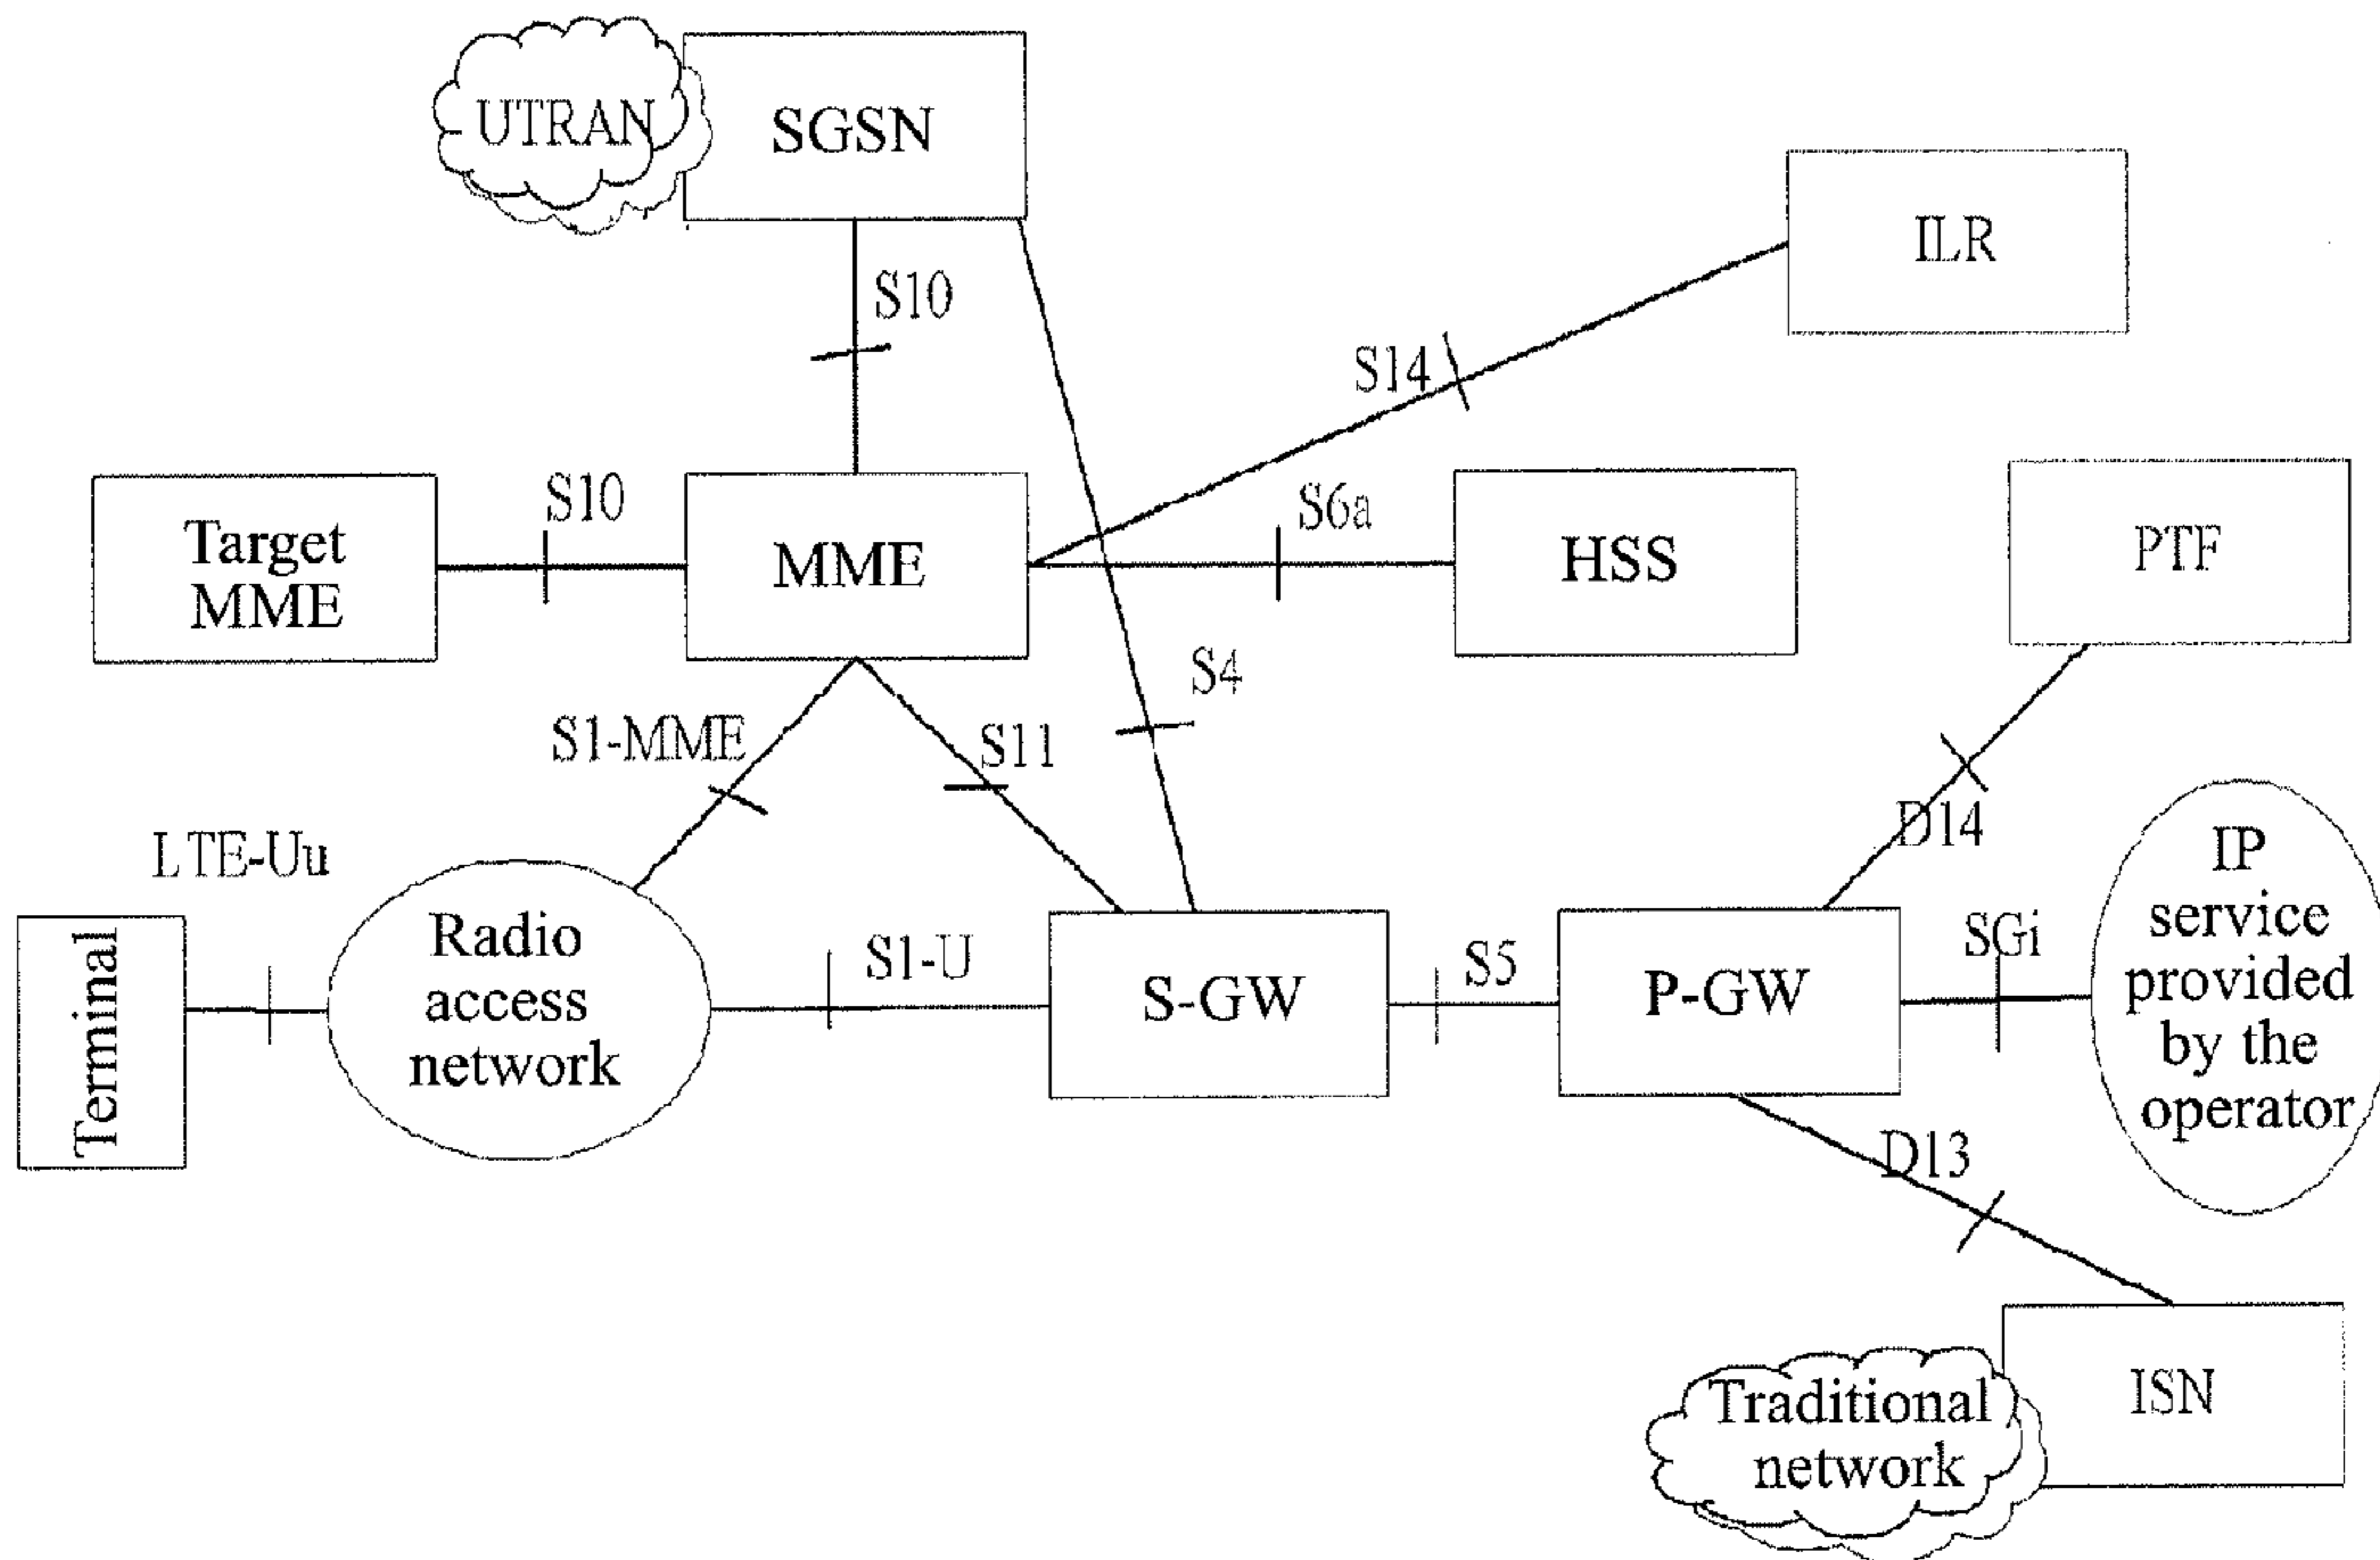 UTRAN
SGSN
ILR
S10
S14
S10
S6a
Target
MME
MME
HSS
PTF
S4
S1-MME
S11
D14
LTE-Uu
IP
service
provided
by the
operator
Terminal
Radio
access
network
S1-U
S-GW
S5
P-GW
SGi
D13
ISN
Traditional
network